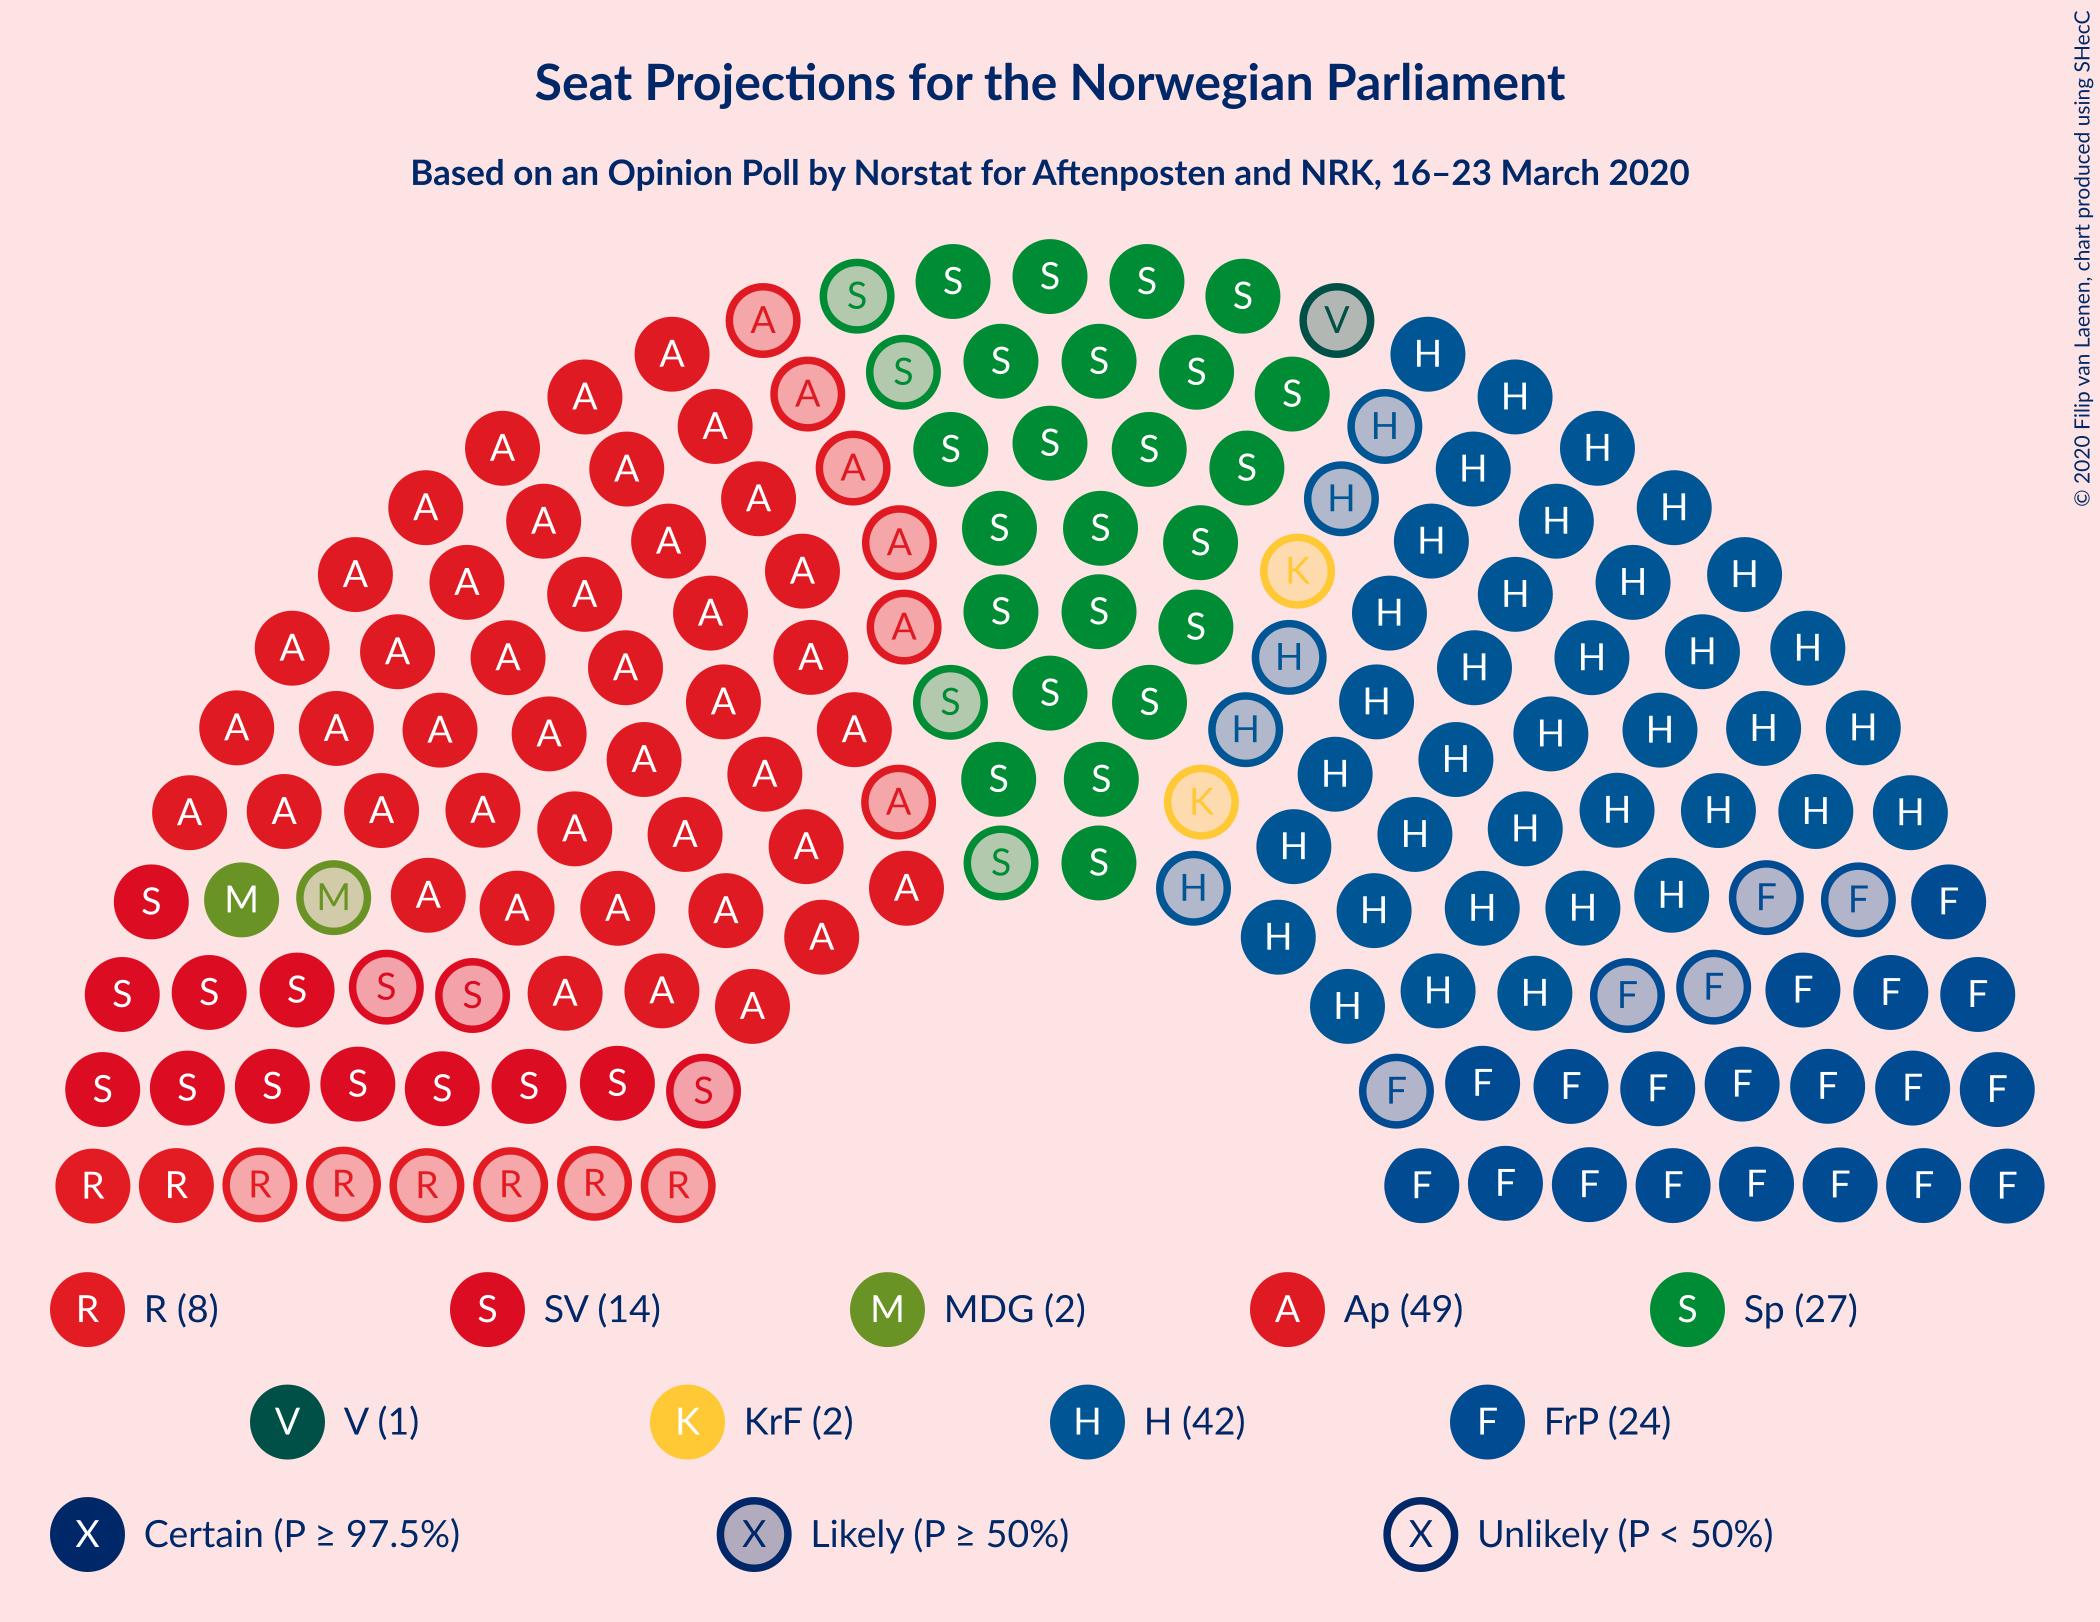 Seat Projections for the Norwegian Parliament
Based on an Opinion Poll by Norstat for Aftenposten and NRK, 16–23 March 2020
© 2020 Filip van Laenen, chart produced using SHecC
S S S S S
A V
A S S S S S H
A A H H
A A S S S S H H
A A A H H H
A A S S S K H H H
A A A A S S S H H H H
A A A A A S S S H H H H H
A A A A A A A S S K H H H H H H H
A A A A A A A A H H H H H H H H
S M M A A A A A S S H H H H H F F F
S S S S S A A A A H H H H F F F F F
S S S S S S S S F F F F F F F F
R R R R R R R R F F F F F F F F
R R (8) S SV (14) M MDG (2) A Ap (49) S Sp (27)
V V (1) K KrF (2) H H (42) F FrP (24)
X Certain (P ≥ 97.5%) X Likely (P ≥ 50%) X Unlikely (P < 50%)